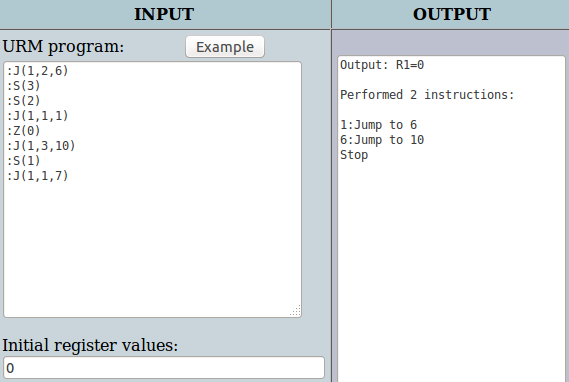 INPUT
OUTPUT
URM program:
Example
:J(1,2,6)
:S(3)
:S(2)
:J(1,1,1)
:Z(0)
:J(1,3,10)
:S(1)
:J(1,1,7)
Initial register values:
0
Output: R1=0
Performed 2 instructions:
1:Jump to 6
6:Jump to 10
Stop